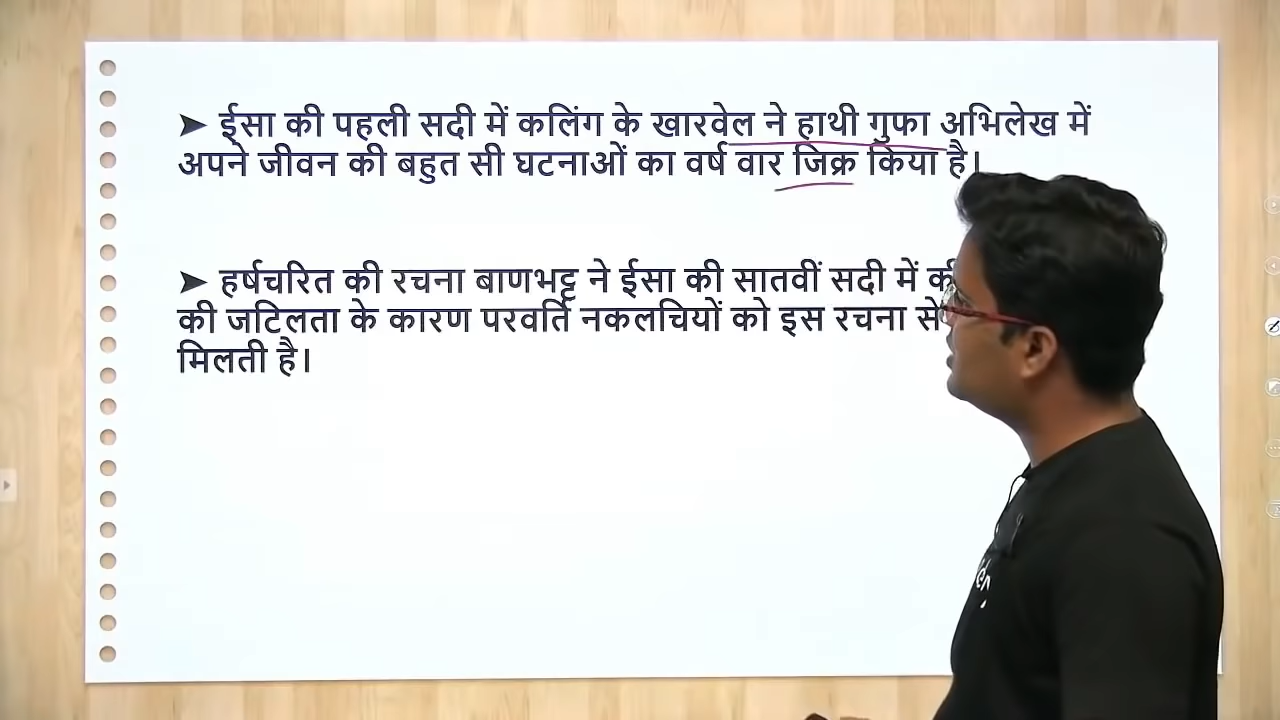 ➤ ईसा की पहली सदी में कलिंग के खारवेल ने हाथी गुफा अभिलेख में
अपने जीवन की बहुत सी घटनाओं का वर्ष वार जिक्र किया है।
➤ हर्षचरित की रचना बाणभट्ट ने ईसा की सातवीं सदी में
की जटिलता के कारण परवर्ति नकलचियों को इस रचना से
मिलती है।